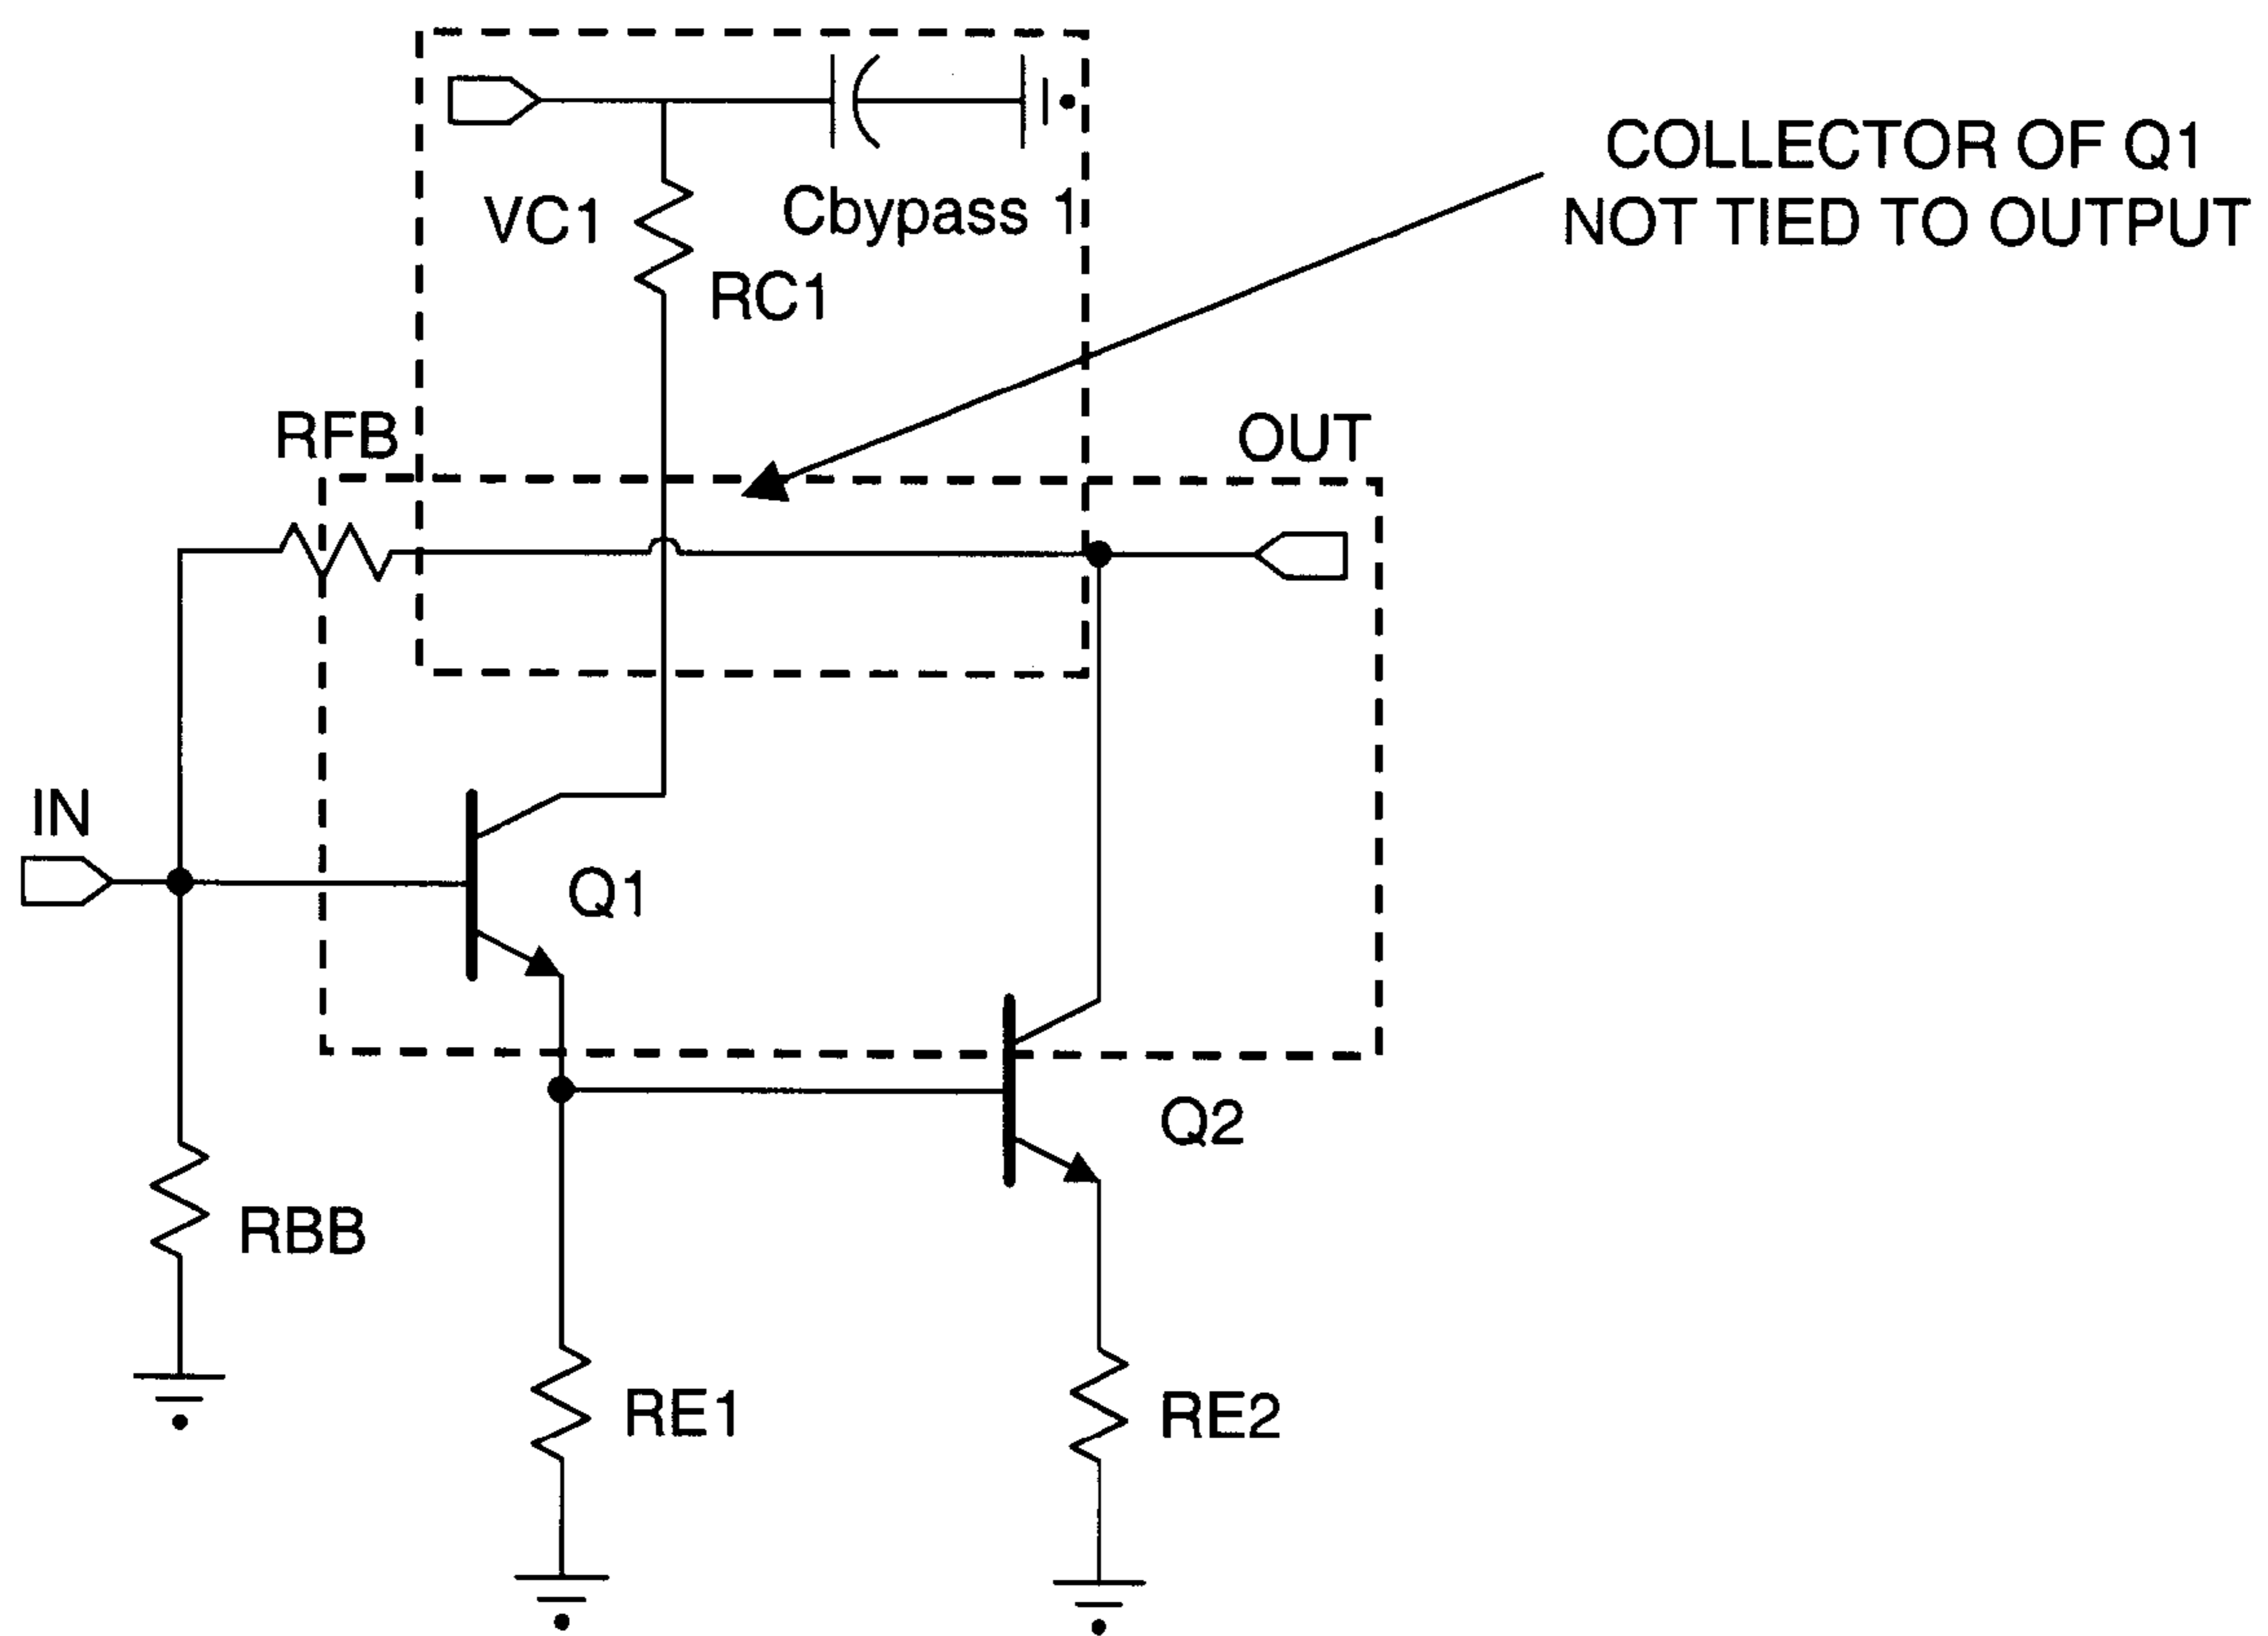 COLLECTOR OF Q1
NOT TIED TO OUTPUT
VC1
Cbypass 1
RC1
RFB
OUT
IN
Q1
Q2
RBB
RE1
RE2